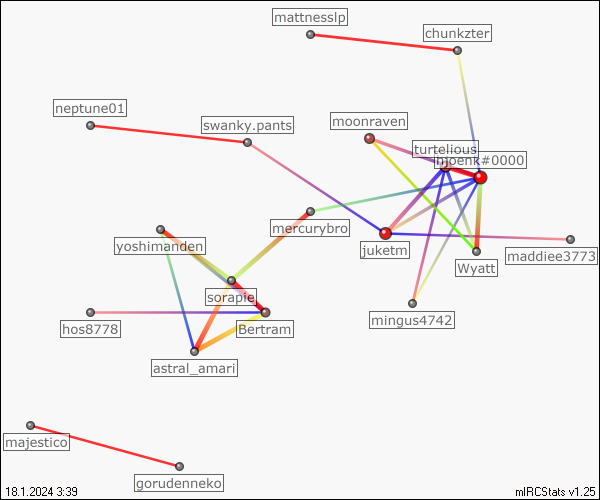 mattnesslp
chunkzter
neptune01
swanky.pants
moonraven
turtelious
hoenk#0000
mercurybro
yoshimanden
juketm
maddiee3773
Wyatt
sorapie
hos8778
Bertram
mingus4742
astral_amari
majestico
gorudenneko
18.1.2024 3:39
mIRCStats v1.25